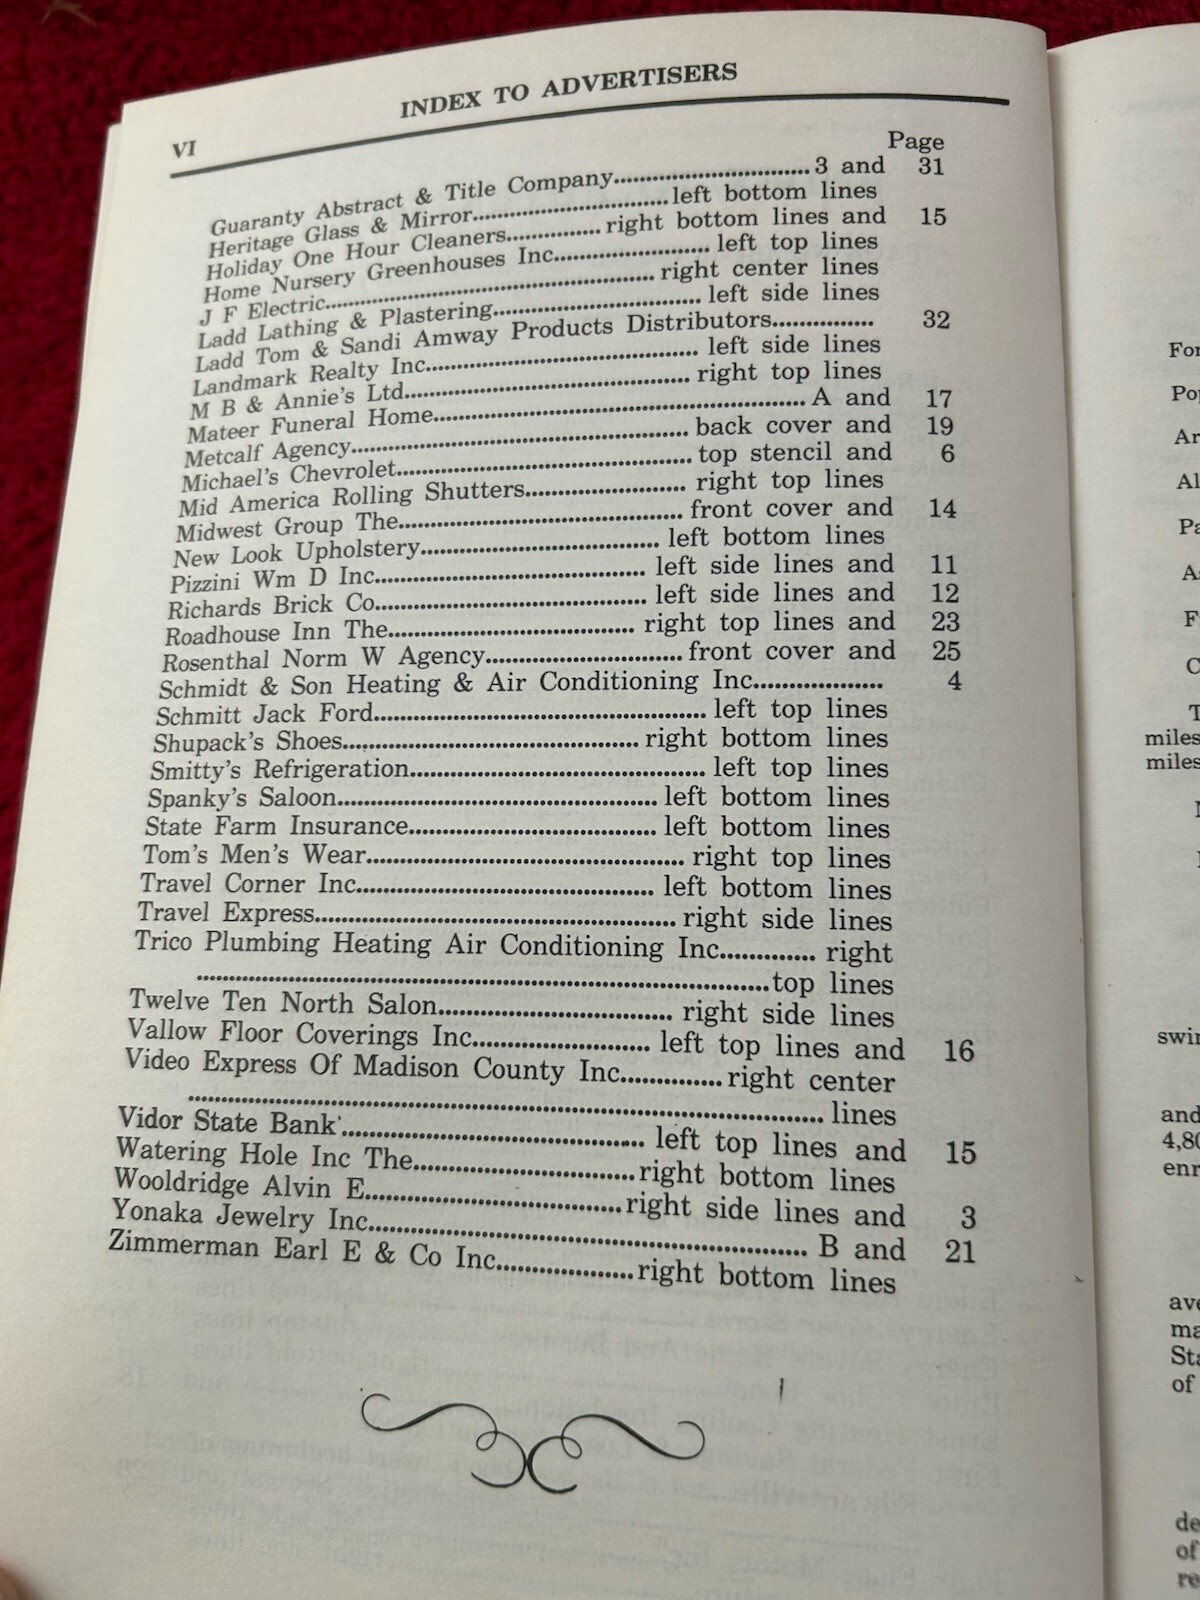 INDEX TO ADVERTISERS
VI
Page
Guaranty Abstract & Title Company..............................3 and 31
Heritage Glass & Mirror..............................left bottom lines
Holiday One Hour Cleaners..............right bottom lines and 15
Home Nursery Greenhouses Inc....................... left top lines
J F Electric.................................................. right center lines
Ladd Lathing & Plastering.............................. left side lines
Ladd Tom & Sandi Amway Products Distributors............... 32
Landmark Realty Inc........................................ left side lines
M B & Annie's Ltd........................................... right top lines
Mateer Funeral Home....................................................... A and 17
Metcalf Agency.................................................. back cover and 19
Michael's Chevrolet............................................ top stencil and 6
Mid America Rolling Shutters........................ right top lines
Midwest Group The........................................... front cover and 14
New Look Upholstery.................................... left bottom lines
Pizzini Wm D Inc........................................ left side lines and 11
Richards Brick Co........................................ left side lines and 12
Roadhouse Inn The..................................... right top lines and 23
Rosenthal Norm W Agency............................. front cover and 25
Schmidt & Son Heating & Air Conditioning Inc................... 4
Schmitt Jack Ford.................................................. left top lines
Shupack's Shoes............................................ right bottom lines
Smitty's Refrigeration............................................ left top lines
Spanky's Saloon................................................ left bottom lines
State Farm Insurance..................................... left bottom lines
Tom's Men's Wear................................................ right top lines
Travel Corner Inc............................................. left bottom lines
Travel Express..................................................... right side lines
Trico Plumbing Heating Air Conditioning Inc.............. right
.....................................................................................top lines
Twelve Ten North Salon................................... right side lines
Vallow Floor Coverings Inc.......................... left top lines and 16
Video Express Of Madison County Inc...............right center
............................................................................................ lines
Vidor State Bank............................................. left top lines and 15
Watering Hole Inc The................................right bottom lines
Wooldridge Alvin E.....................................right side lines and 3
Yonaka Jewelry Inc............................................................... B and 21
Zimmerman Earl E & Co Inc....................right bottom lines
miles
miles
and
of
of